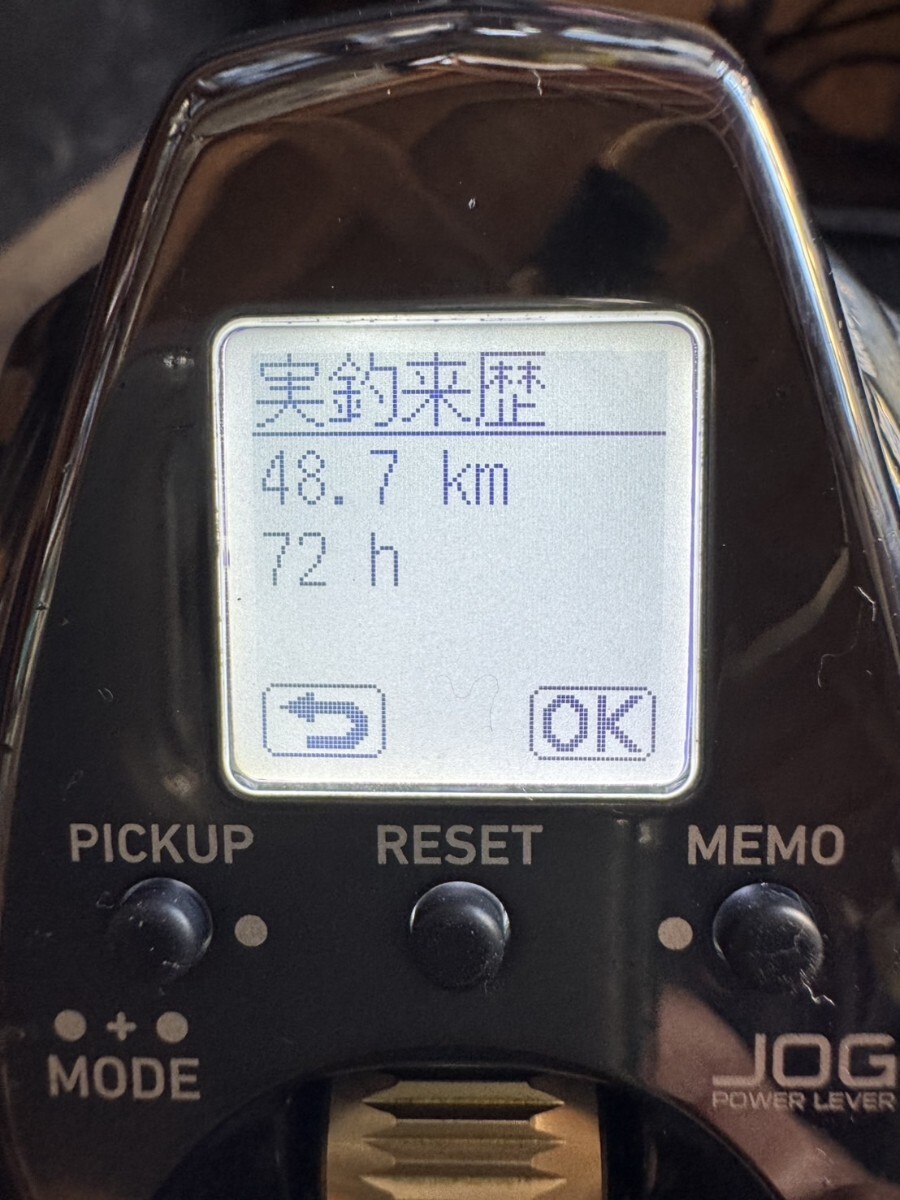 実釣来歴
48.7 km
72 h
OK
PICKUP
RESET
MEMO
MODE
JOG
POWER LEVER